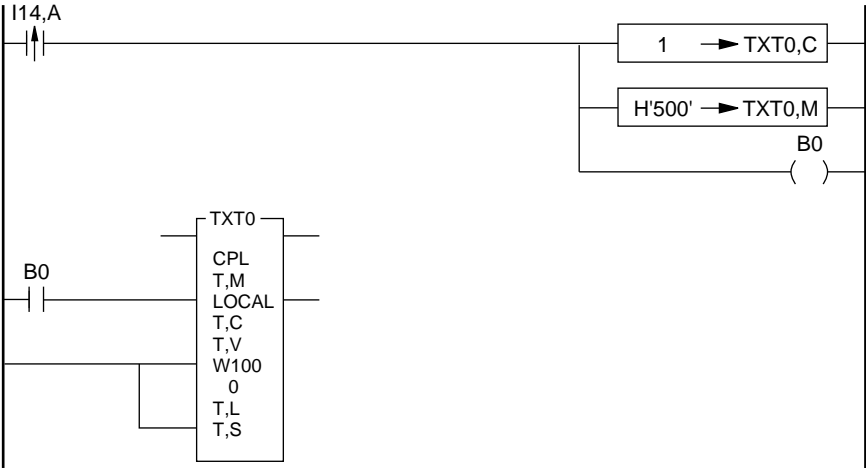 I14,A
1 → TXT0,C
H'500' → TXT0,M
B0
TXT0
CPL
T,M
B0
LOCAL
T,C
T,V
W100
0
T,L
T,S